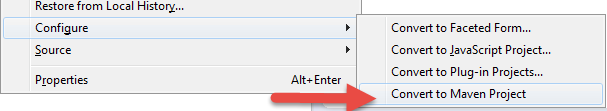 Restore from Local History...
Configure
Source
Properties Alt+Enter
Convert to Faceted Form...
Convert to JavaScript Project...
Convert to Plug-in Projects...
Convert to Maven Project